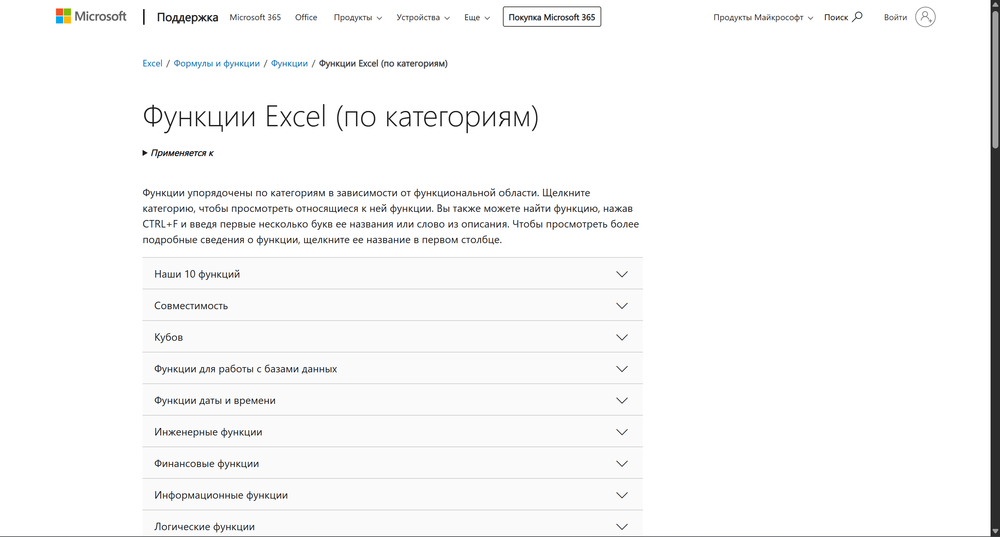 Microsoft
Поддержка
Microsoft 365
Office
Продукты
Устройства
Еще
Покупка Microsoft 365
Продукты Майкрософт
Поиск
Войти
Excel / Формулы и функции / Функции / Функции Excel (по категориям)
Функции Excel (по категориям)
Применяется к
Функции упорядочены по категориям в зависимости от функциональной области. Щелкните
категорию, чтобы просмотреть относящиеся к ней функции. Вы также можете найти функцию, нажав
CTRL+F и введя первые несколько букв ее названия или слово из описания. Чтобы просмотреть более
подробные сведения о функции, щелкните ее название в первом столбце.
Наши 10 функций
Совместимость
Кубов
Функции для работы с базами данных
Функции даты и времени
Инженерные функции
Финансовые функции
Информационные функции
Логические функции